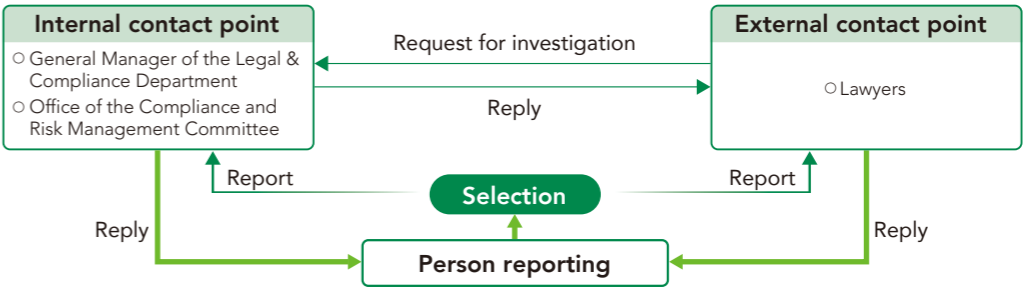 Internal contact point
○ General Manager of the Legal &
Compliance Department
○ Office of the Compliance and
Risk Management Committee
Request for investigation
Reply
External contact point
○ Lawyers
Report
Selection
Report
Reply
Person reporting
Reply